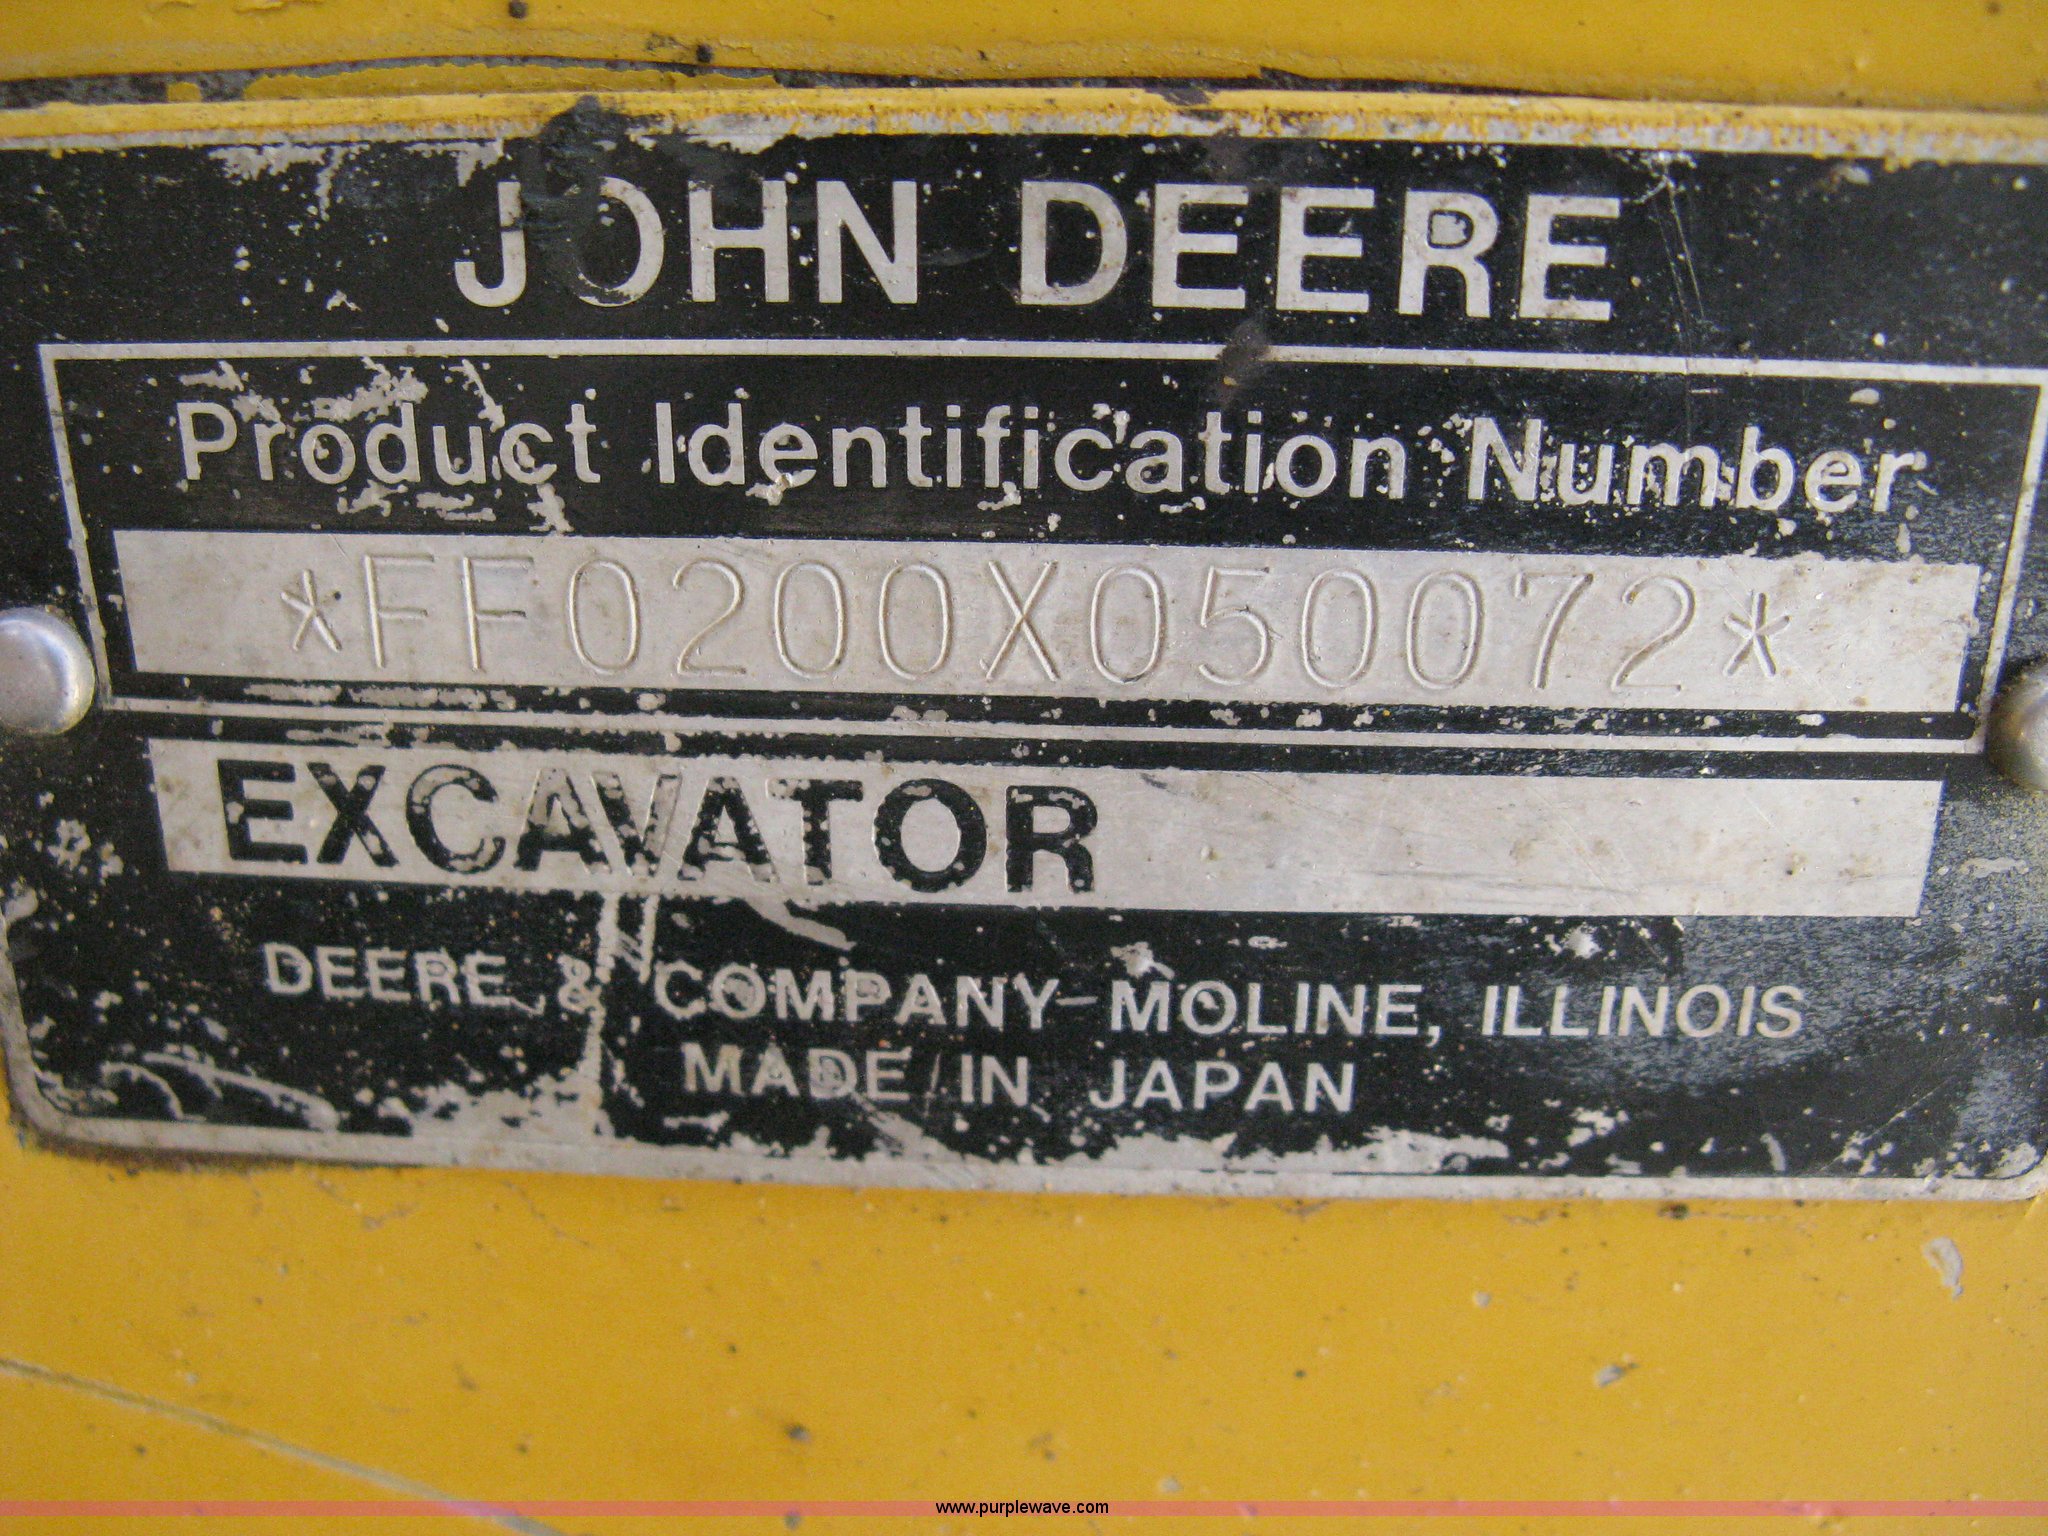 JOHN DEERE
Product Identification Number
*FF0200X050072*
EXCAVATOR
DEERE & COMPANY MOLINE, ILLINOIS
MADE IN JAPAN
www.purplewave.com